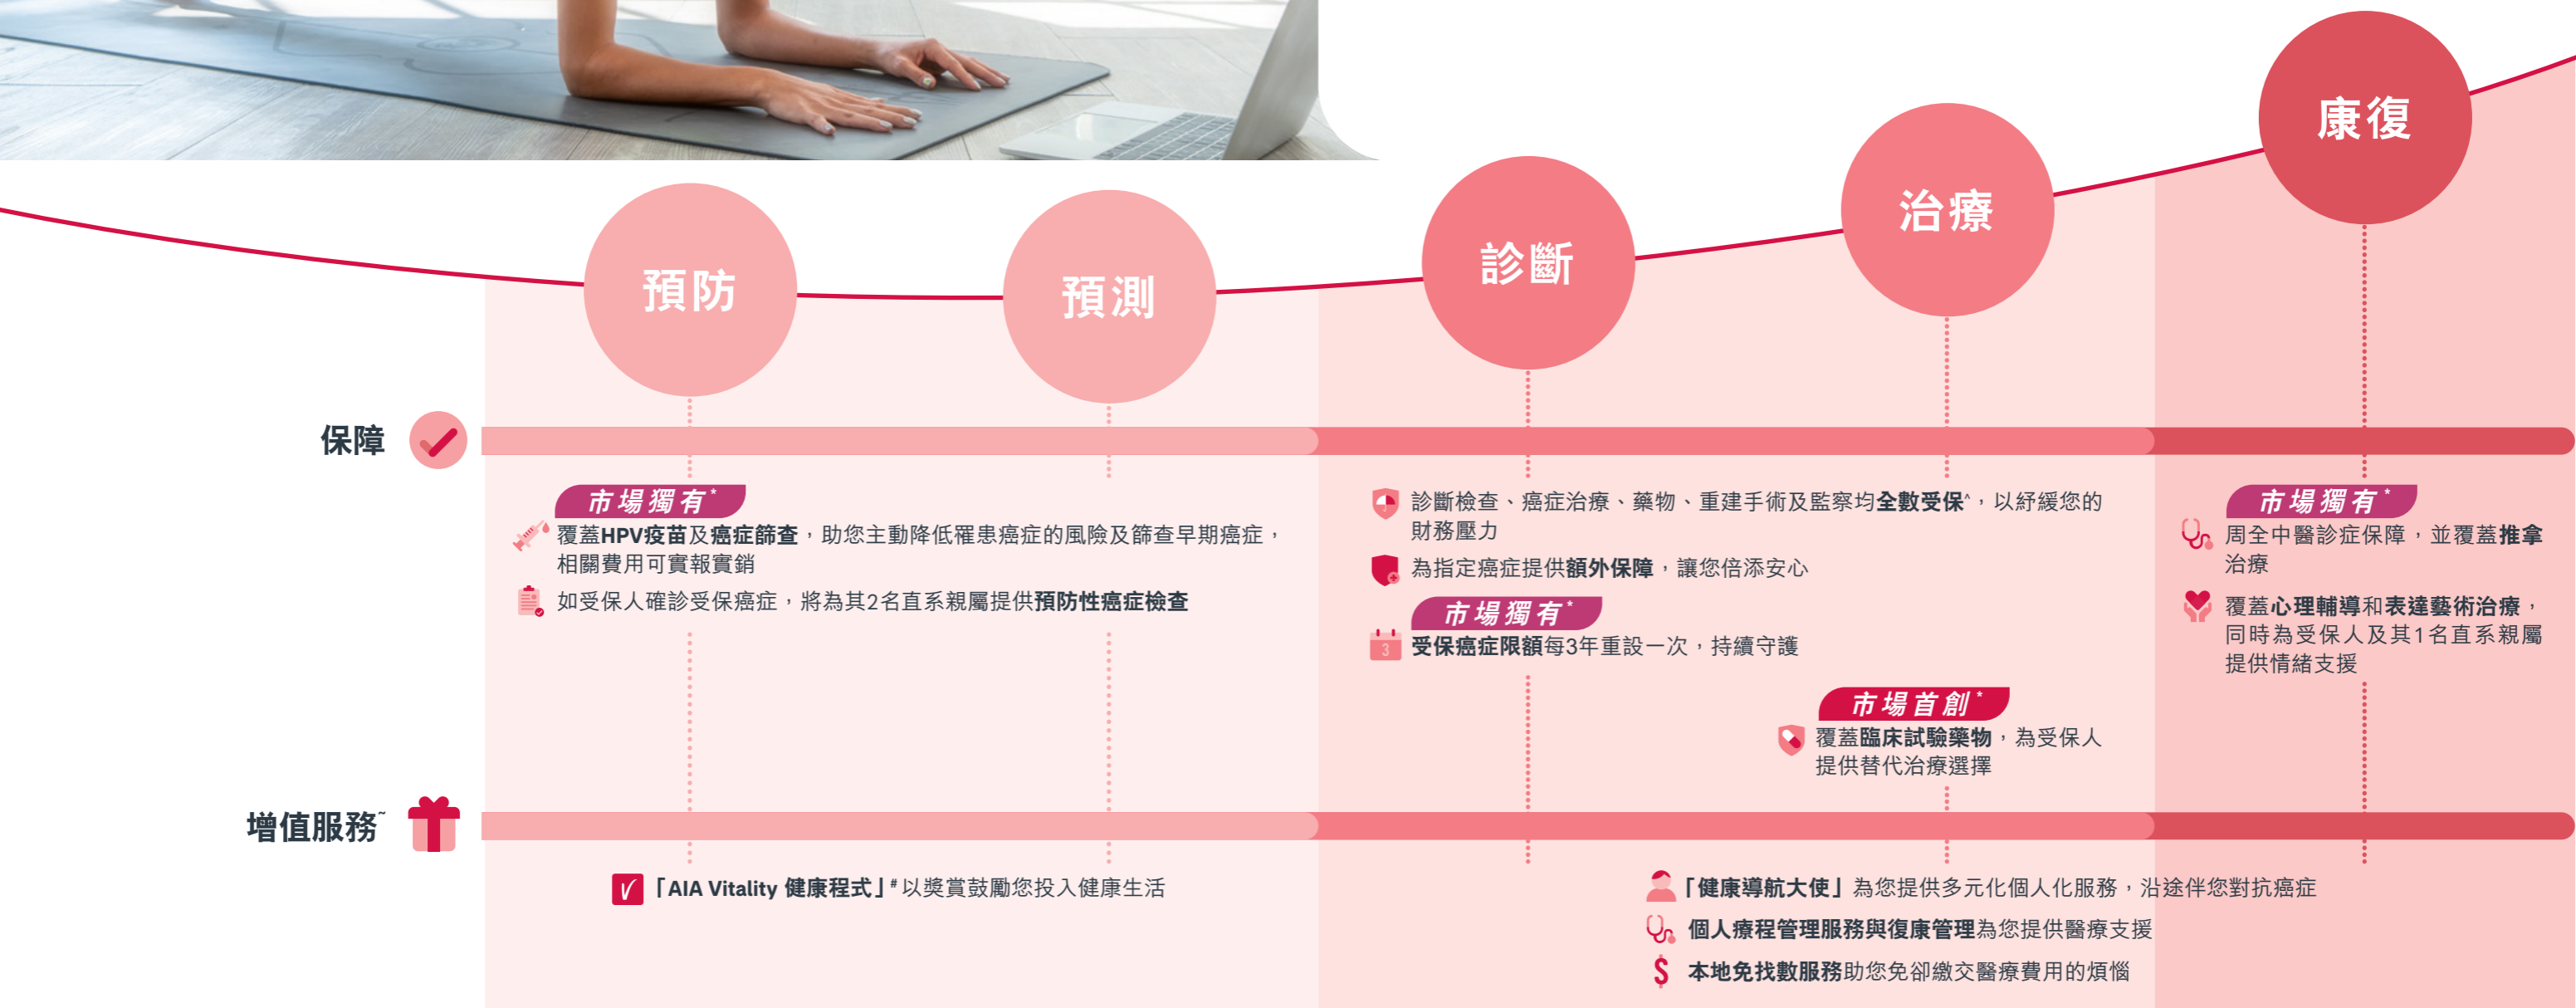 預防
預測
診斷
治療
康復
保障
市場獨有*
覆蓋HPV疫苗及癌症篩查，助您主動降低罹患癌症的風險及篩查早期癌症，
相關費用可實報實銷
如受保人確診受保癌症，將為其2名直系親屬提供預防性癌症檢查
診斷檢查、癌症治療、藥物、重建手術及監察均全數受保^，以紓緩您的
財務壓力
為指定癌症提供額外保障，讓您倍添安心
市場獨有*
3
受保癌症限額每3年重設一次，持續守護
市場首創*
覆蓋臨床試驗藥物，為受保人
提供替代治療選擇
市場獨有*
周全中醫診症保障，並覆蓋推拿
治療
覆蓋心理輔導和表達藝術治療，
同時為受保人及其1名直系親屬
提供情緒支援
增值服務~
「AIA Vitality 健康程式」#以獎賞鼓勵您投入健康生活
「健康導航大使」為您提供多元化個人化服務，沿途伴您對抗癌症
個人療程管理服務與復康管理為您提供醫療支援
本地免找數服務助您免卻繳交醫療費用的煩惱